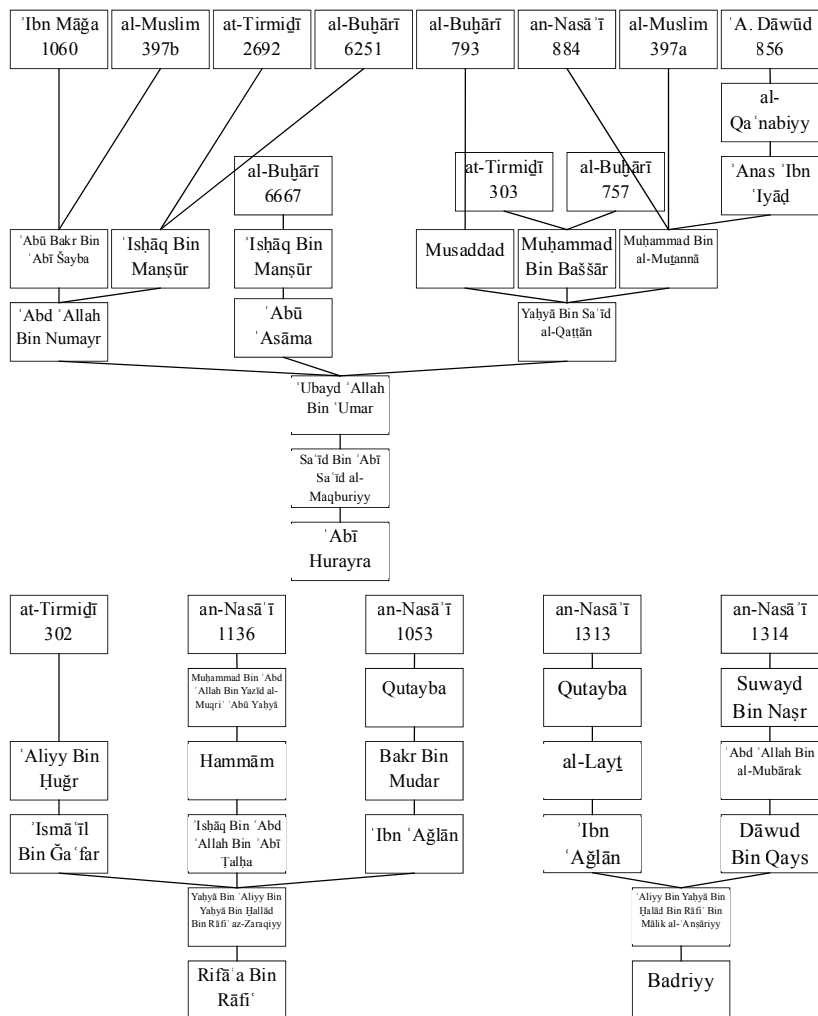 ʾIbn Māǧa
1060
al-Muslim
397b
at-Tirmiḏī
2692
al-Buḫārī
6251
al-Buḫārī
793
an-Nasāʾī
884
al-Muslim
397a
ʾA. Dāwūd
856
al-
Qaʿnabiyy
al-Buḫārī
6667
at-Tirmiḏī
303
al-Buḫārī
757
ʾAnas ʾIbn
ʿIyāḍ
ʾAbū Bakr Bin
ʾAbī Šayba
ʾIsḥāq Bin
Manṣūr
ʾIsḥāq Bin
Manṣūr
Musaddad
Muḥammad
Bin Baššār
Muḥammad Bin
al-Muṯannā
ʿAbd ʾAllah
Bin Numayr
ʾAbū
ʾAsāma
Yaḥyā Bin Saʿīd
al-Qaṭṭān
ʿUbayd ʾAllah
Bin ʿUmar
Saʿīd Bin ʾAbī
Saʿīd al-
Maqburiyy
ʾAbī
Hurayra
at-Tirmiḏī
302
an-Nasāʾī
1136
an-Nasāʾī
1053
an-Nasāʾī
1313
an-Nasāʾī
1314
Muḥammad Bin ʿAbd
ʾAllah Bin Yazīd al-
Muqriʾ ʾAbū Yaḥyā
Qutayba
Qutayba
Suwayd
Bin Naṣr
ʿAliyy Bin
Ḥuǧr
Hammām
Bakr Bin
Mudar
al-Layṯ
ʿAbd ʾAllah Bin
al-Mubārak
ʾIsmāʿīl
Bin Ǧaʿfar
ʾIsḥāq Bin ʿAbd
ʾAllah Bin ʾAbī
Ṭalḥa
ʾIbn ʿAǧlān
ʾIbn
ʿAǧlān
Dāwud
Bin Qays
Yaḥyā Bin ʿAliyy Bin
Yaḥyā Bin Ḫallād
Bin Rāfiʿ az-Zaraqiyy
ʿAliyy Bin Yaḥyā Bin
Ḫalād Bin Rāfiʿ Bin
Mālik al-ʾAnṣāriyy
Rifāʿa Bin
Rāfiʿ
Badriyy